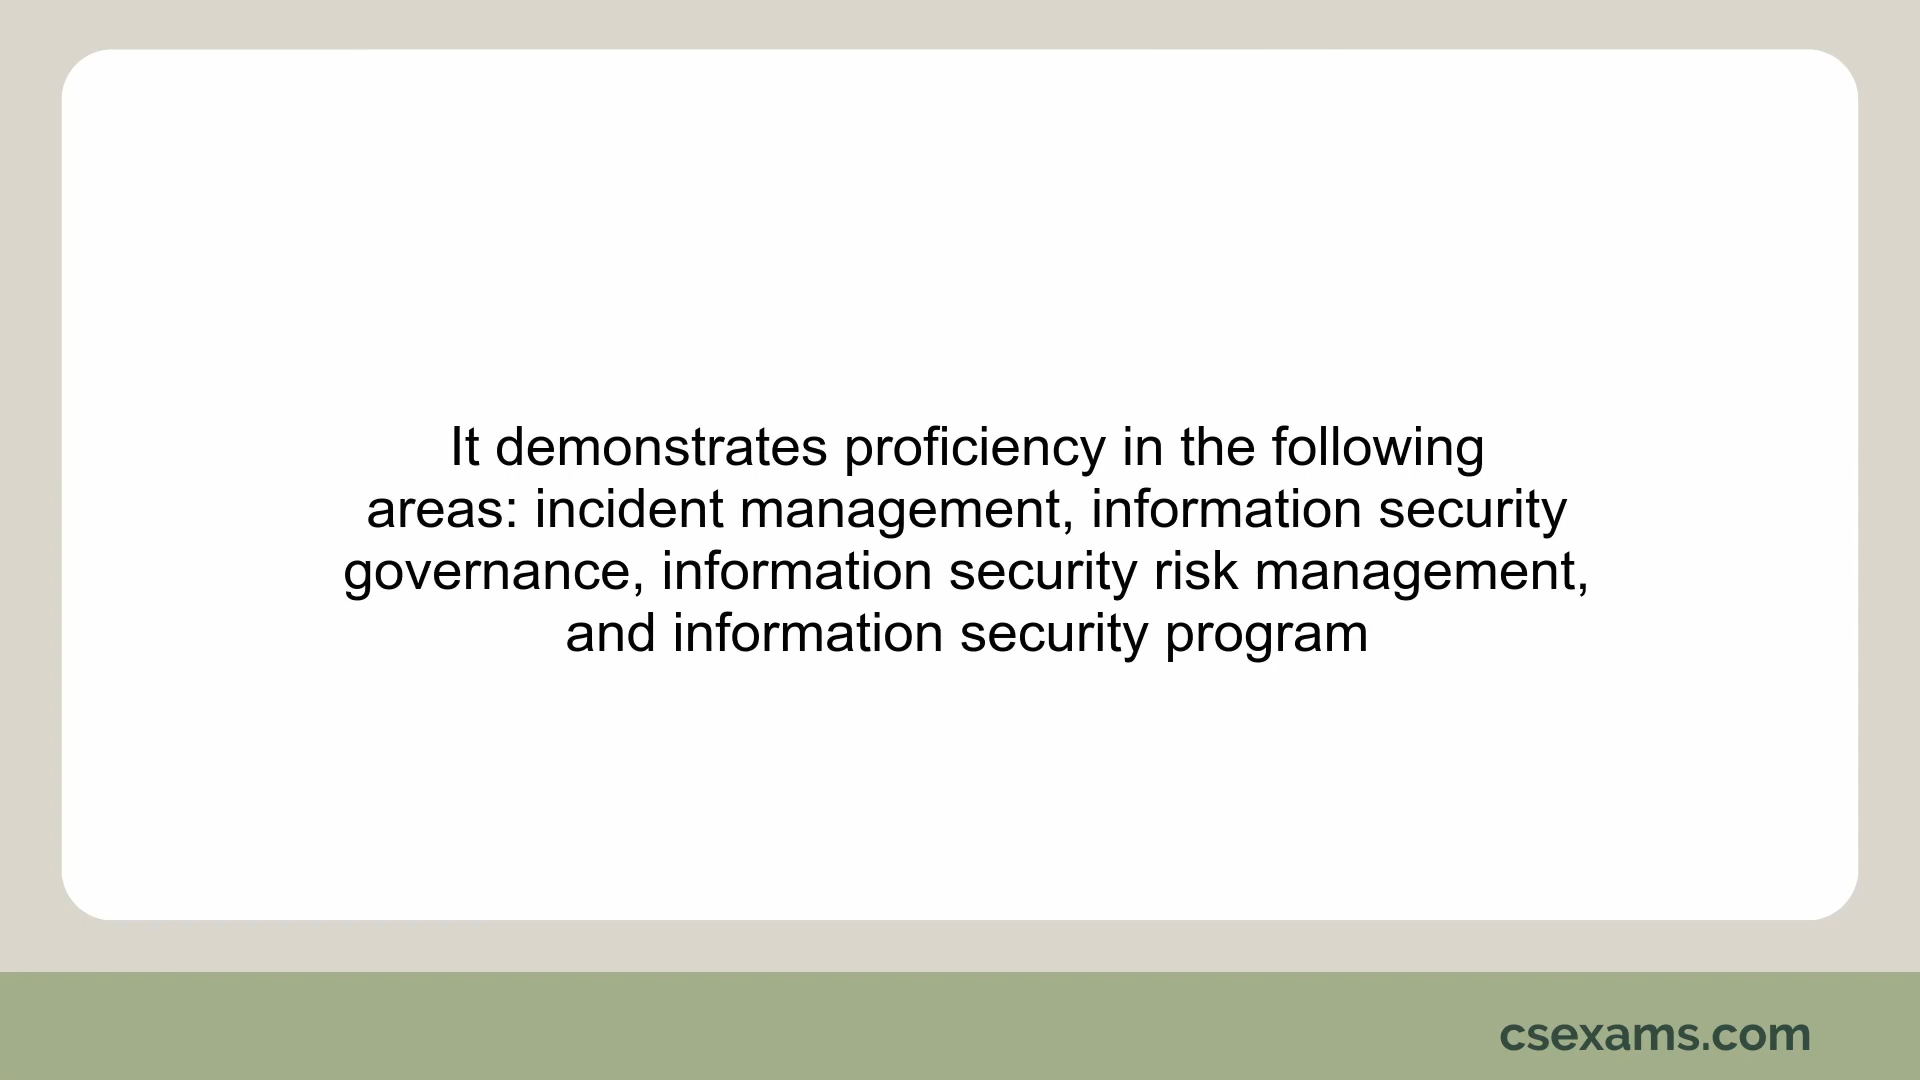 It demonstrates proficiency in the following
areas: incident management, information security
governance, information security risk management,
and information security program
csexams.com